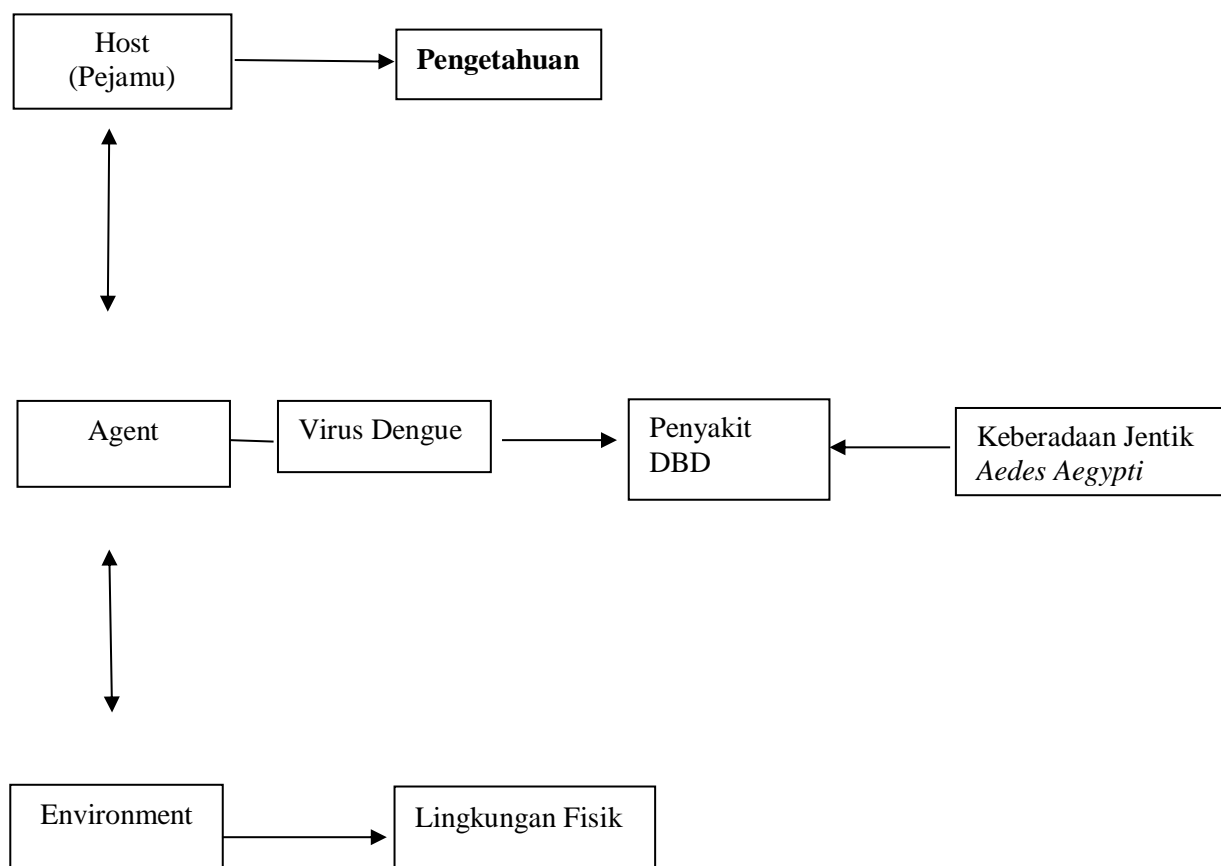 Host
(Pejamu)
Pengetahuan
Agent
Virus Dengue
Penyakit
DBD
Keberadaan Jentik
Aedes Aegypti
Environment
Lingkungan Fisik